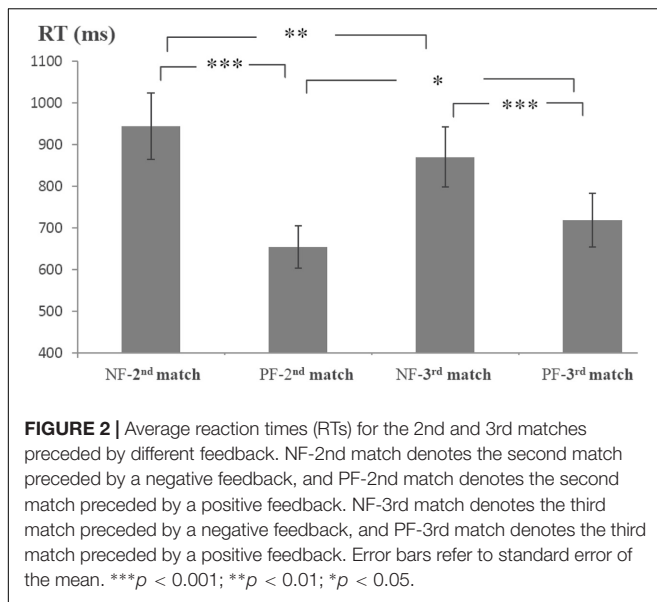 RT (ms)
**
1100
***
*
1000
***
900
800
700
600
500
400
NF-2nd match PF-2nd match NF-3rd match PF-3rd match
FIGURE 2 | Average reaction times (RTs) for the 2nd and 3rd matches
preceded by different feedback. NF-2nd match denotes the second match
preceded by a negative feedback, and PF-2nd match denotes the second
match preceded by a positive feedback. NF-3rd match denotes the third
match preceded by a negative feedback, and PF-3rd match denotes the third
match preceded by a positive feedback. Error bars refer to standard error of
the mean. ***p < 0.001; **p < 0.01; *p < 0.05.